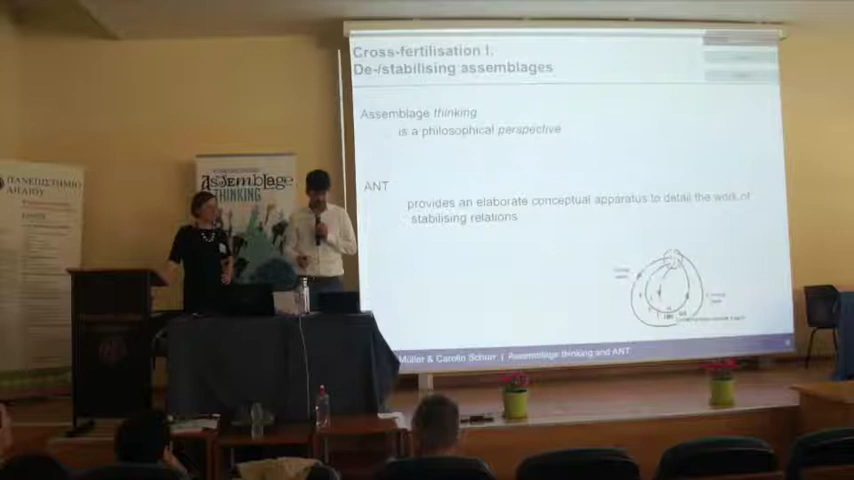 Cross-fertilisation I.
De-/stabilising assemblages
Assemblage thinking
is a philosophical perspective
ANT
provides an elaborate conceptual apparatus to detail the work of
stabilising relations
Müller & Carolin Schurr | Assemblage thinking and ANT
ΠΑΝΕΠΙΣΤΗΜΙΟ
ΑΙΓΑΙΟΥ
Assemblage
THINKING